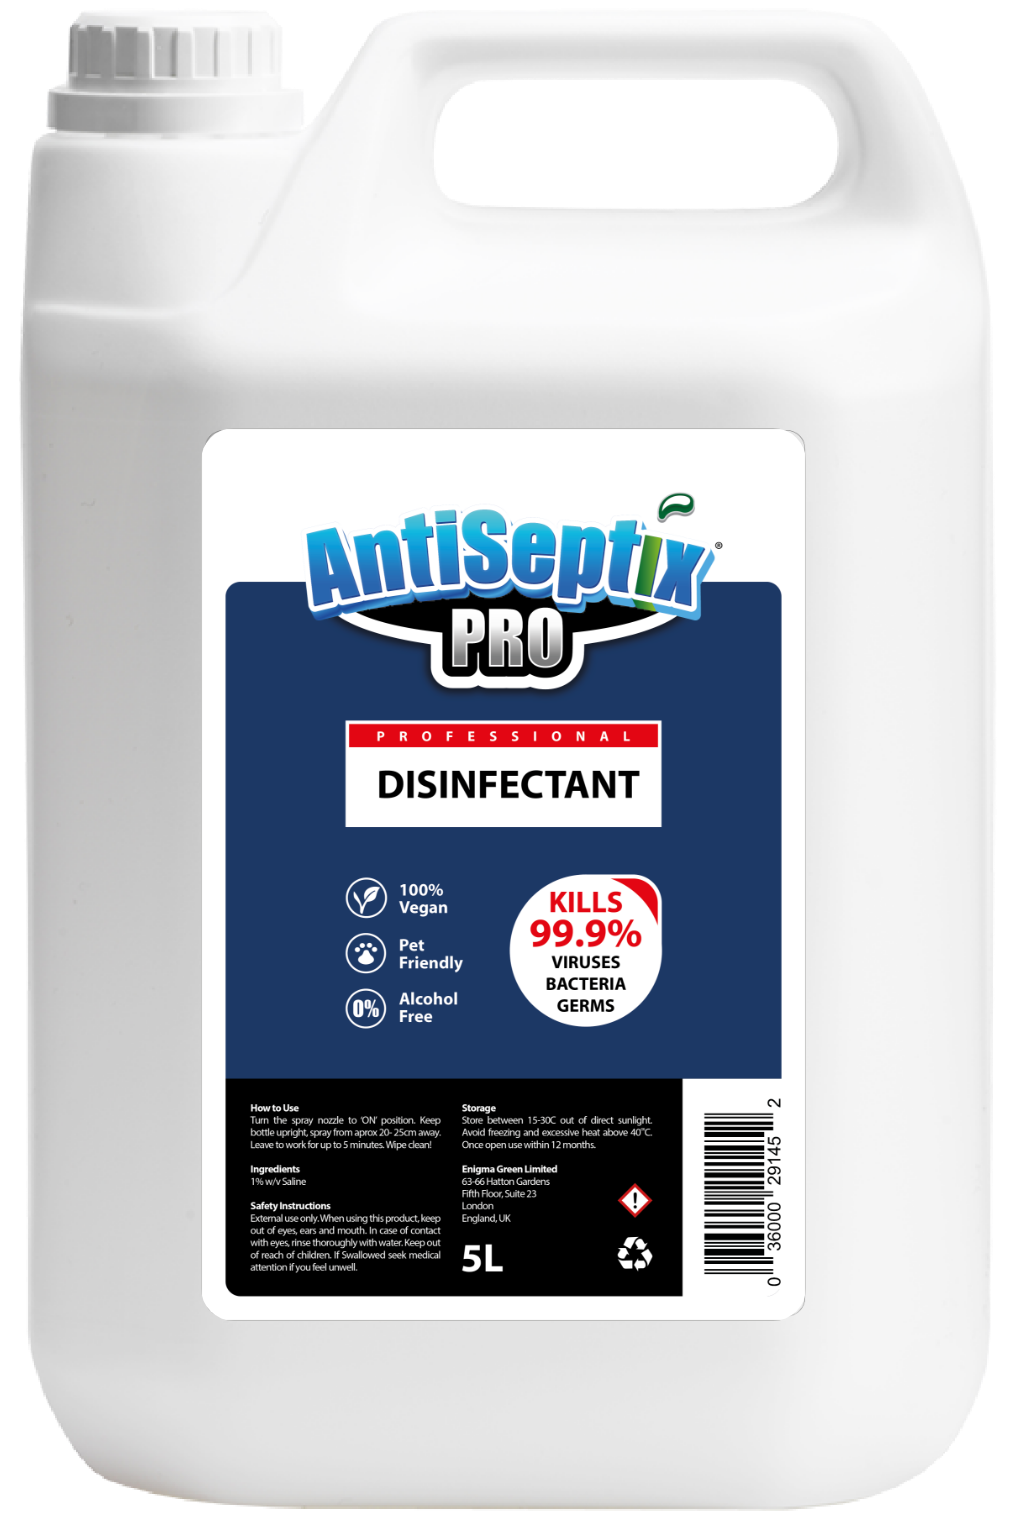 AntiSeptix®
PRO
PROFESSIONAL
DISINFECTANT
100%
Vegan
Pet
Friendly
0%
Alcohol
Free
KILLS
99.9%
VIRUSES
BACTERIA
GERMS
How to Use
Turn the spray nozzle to 'ON' position. Keep
bottle upright, spray from aprox 20- 25cm away.
Leave to work for up to 5 minutes. Wipe clean!
Ingredients
1% w/v Saline
Safety Instructions
External use only. When using this product, keep
out of eyes, ears and mouth. In case of contact
with eyes, rinse thoroughly with water. Keep out
of reach of children. If Swallowed seek medical
attention if you feel unwell.
Storage
Store between 15-30C out of direct sunlight.
Avoid freezing and excessive heat above 40°C.
Once open use within 12 months.
Enigma Green Limited
63-66 Hatton Gardens
Fifth Floor, Suite 23
London
England, UK
5L
0 36000 29145 2